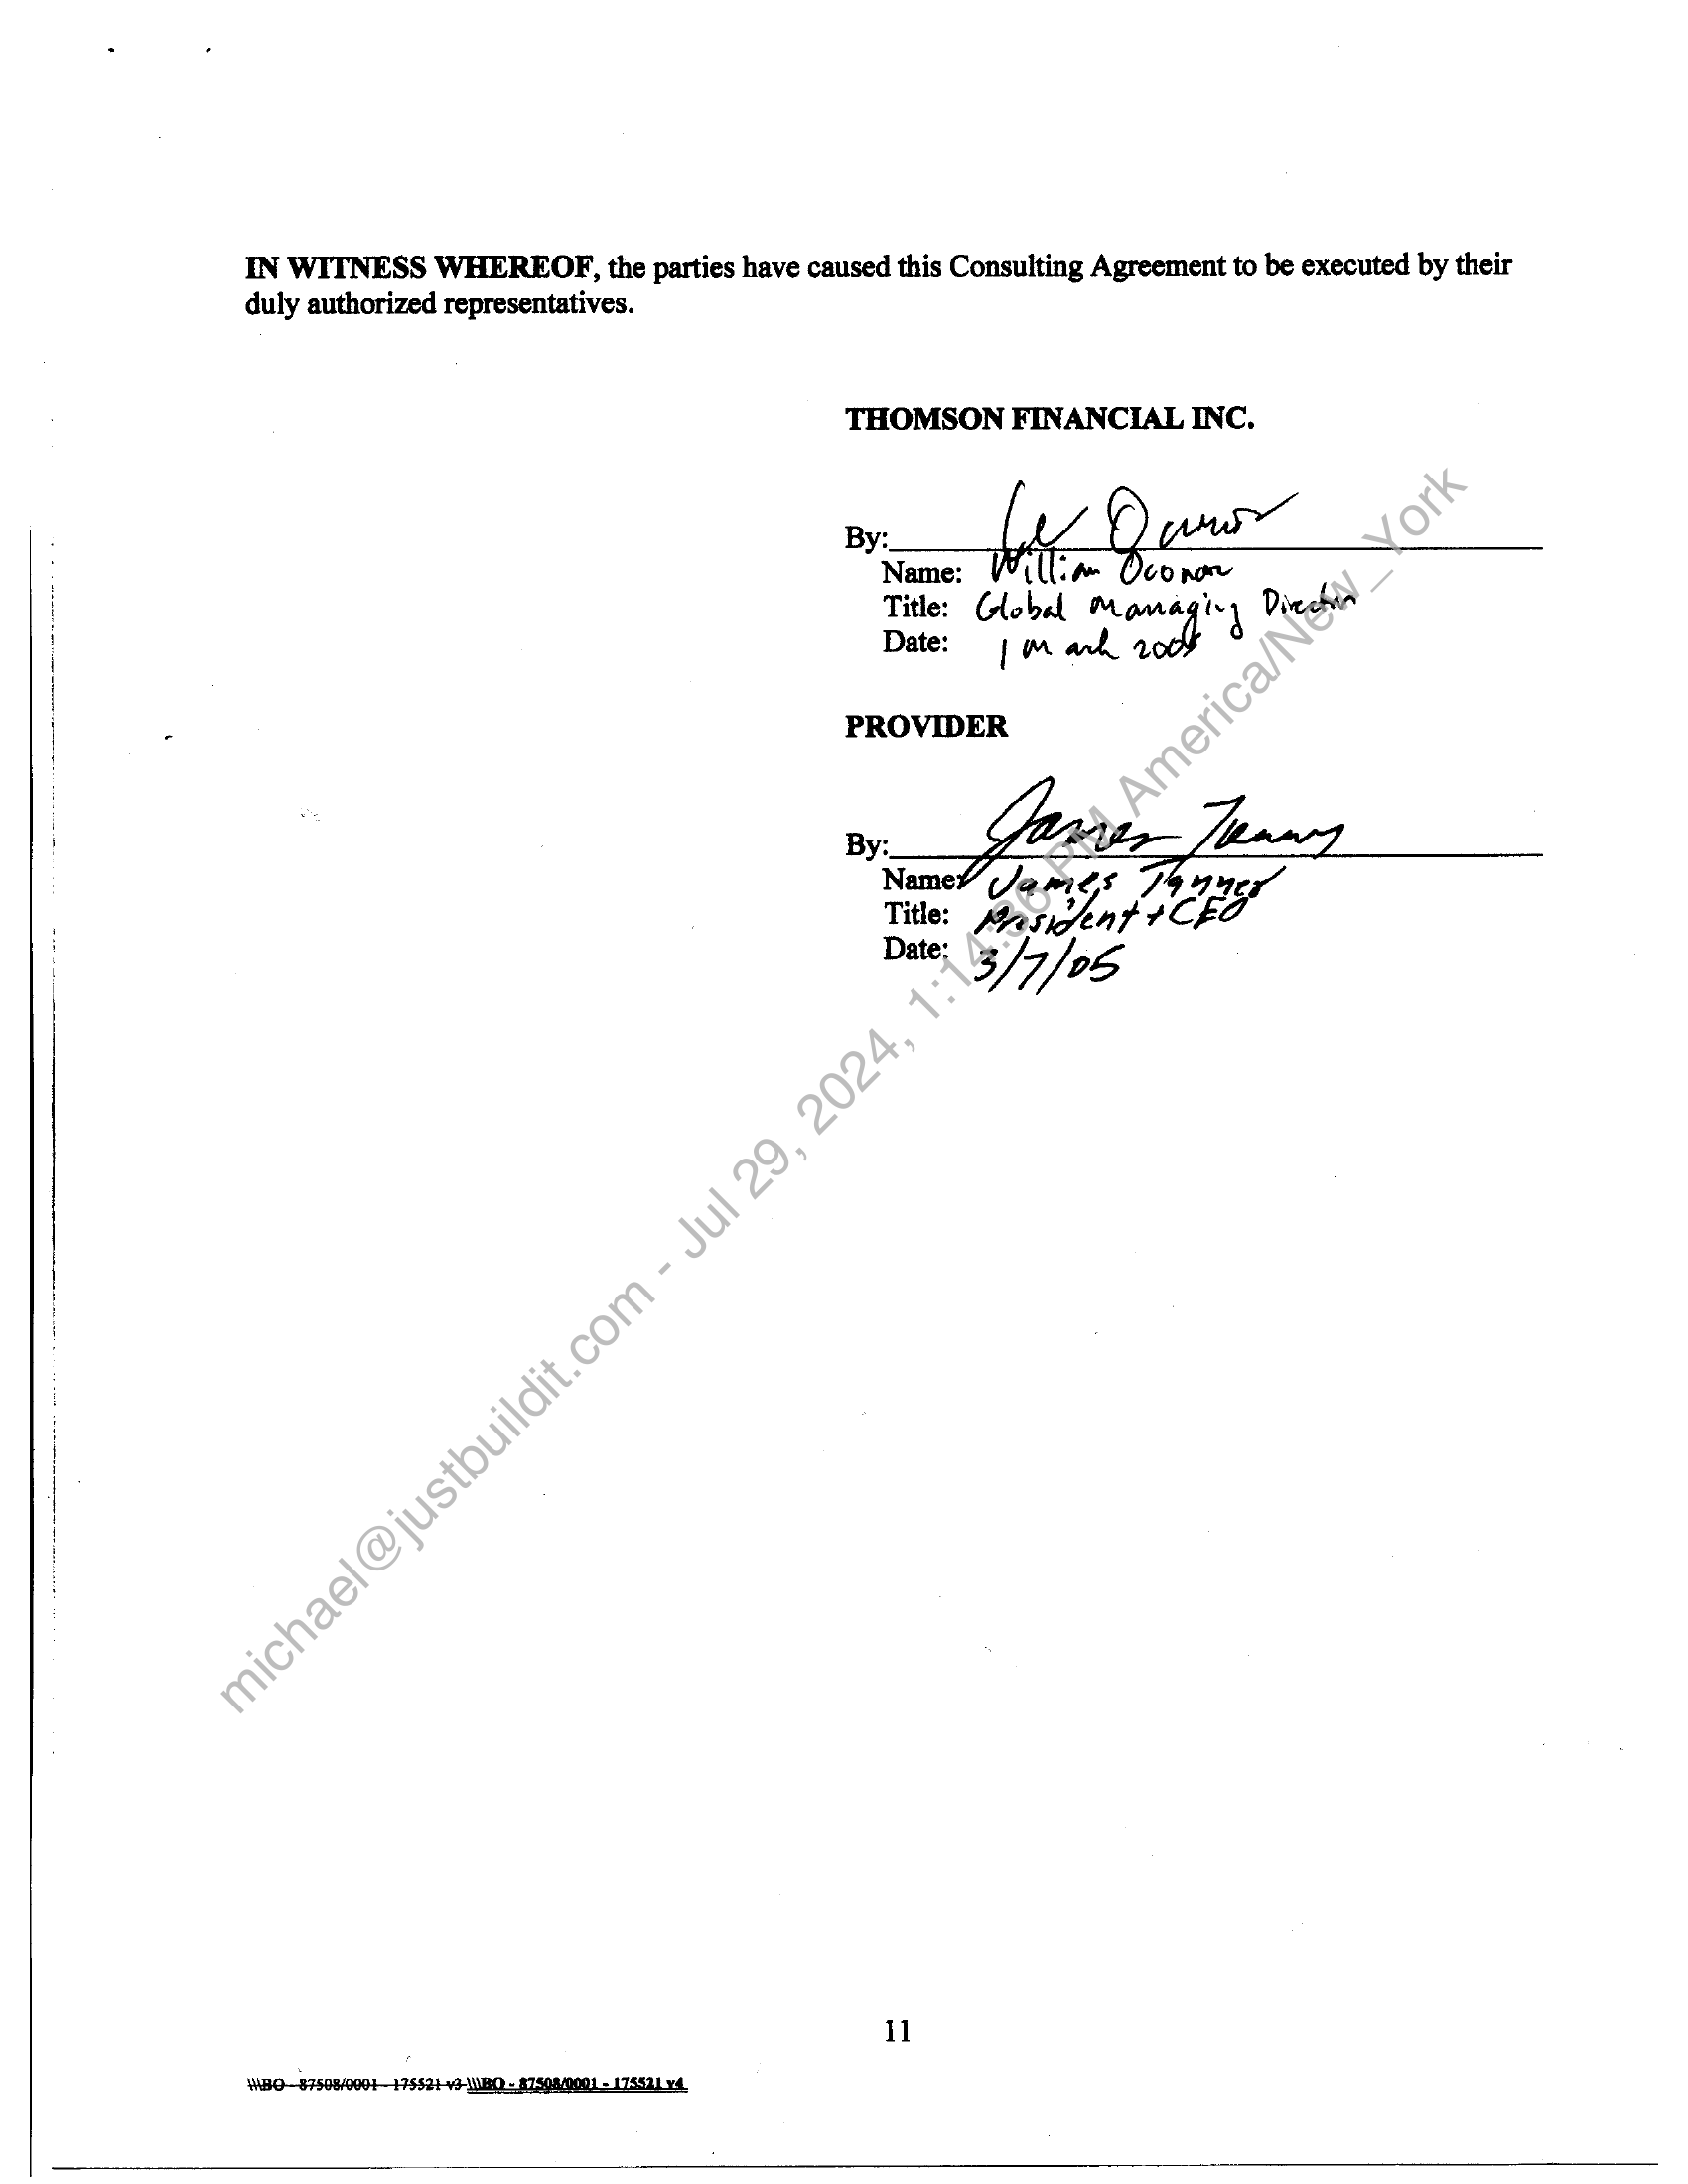 IN WITNESS WHEREOF, the parties have caused this Consulting Agreement to be executed by their
duly authorized representatives.
THOMSON FINANCIAL INC.
By:
Name: William Oconor
Title: Global Managing Director
Date: 1 March 2005
PROVIDER
By: James Tanner
Name: James Tanner
Title: President + CEO
Date: 3/7/05
michael@justbuildit.com - Jul 29, 2024, 1:14:36 PM America/New_York
11
\\\BO - 87508/0001 - 175521 v3 \\\BO - 87508/0001 - 175521 v4